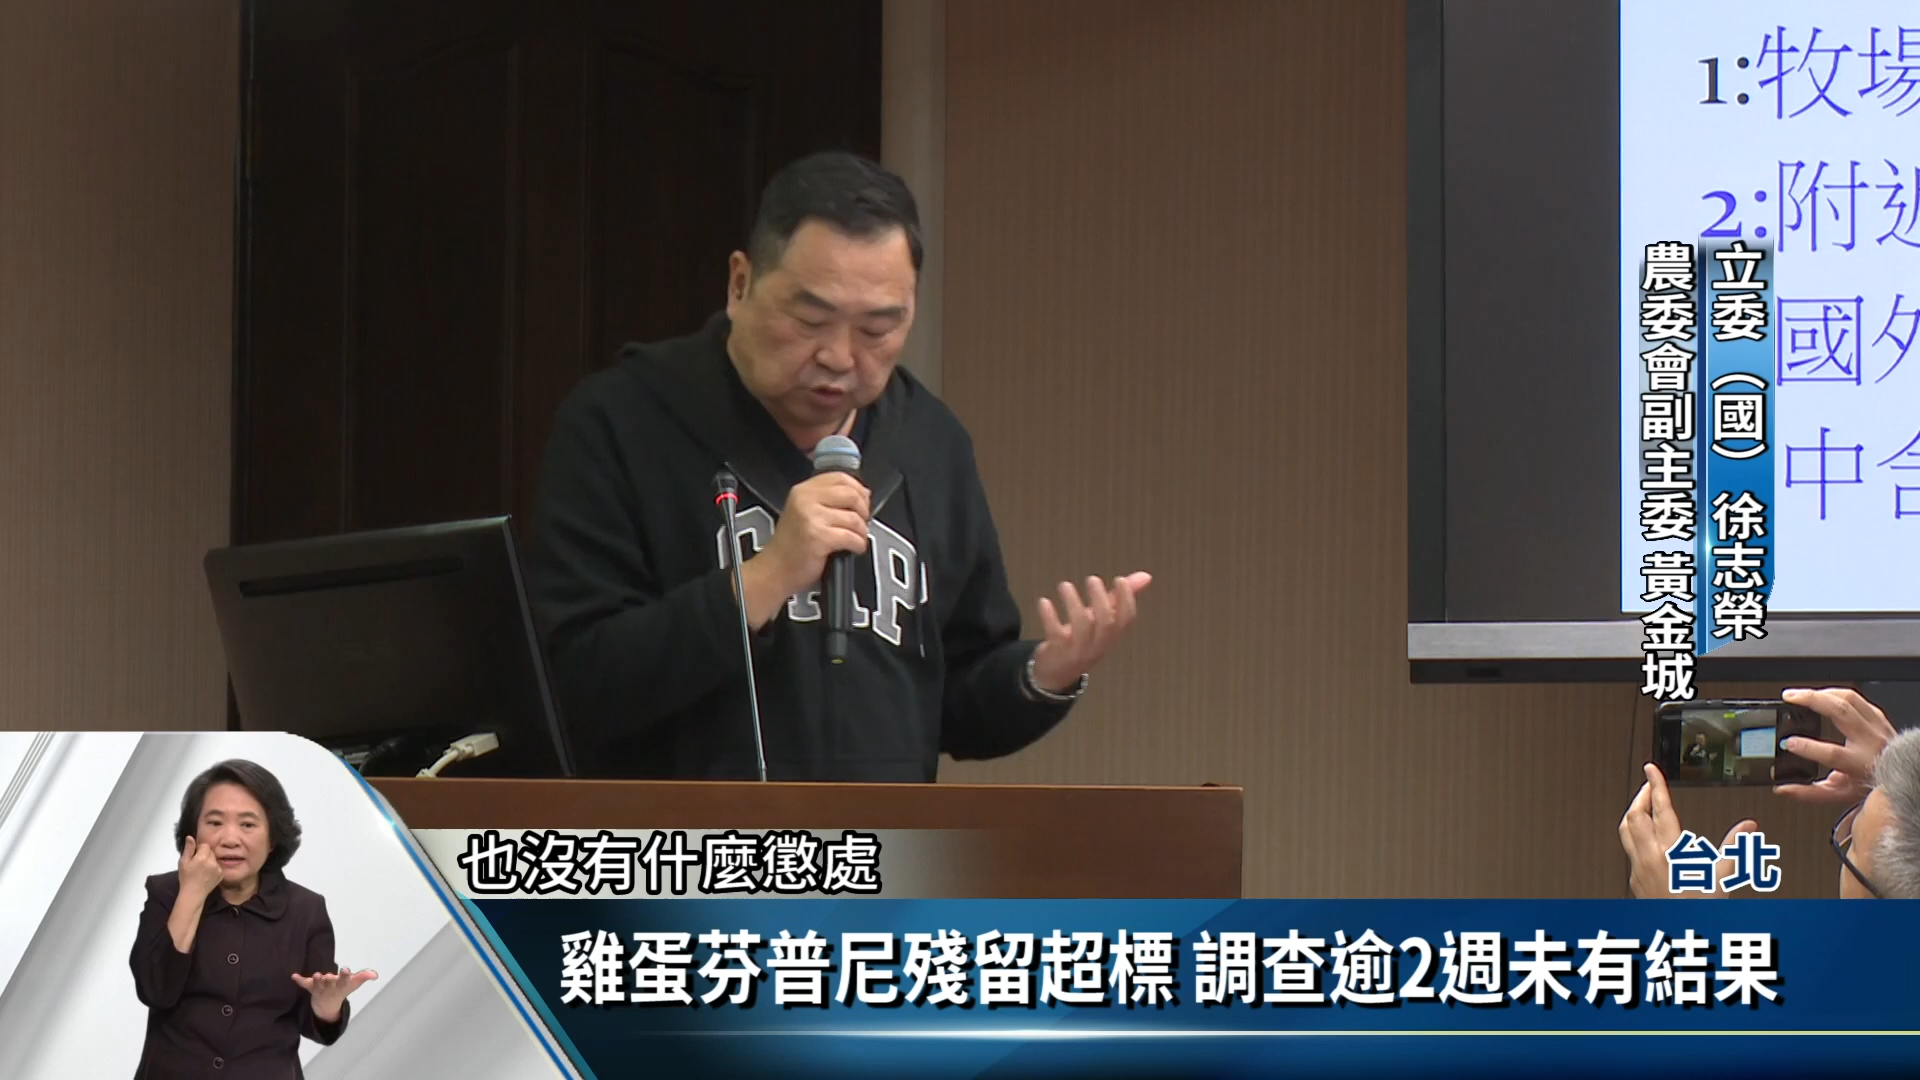 1:牧場
2:附近
國外
中含
立委（國） 徐志榮
農委會副主委 黃金城
GAP
台北
也沒有什麼懲處
雞蛋芬普尼殘留超標 調查逾2週未有結果